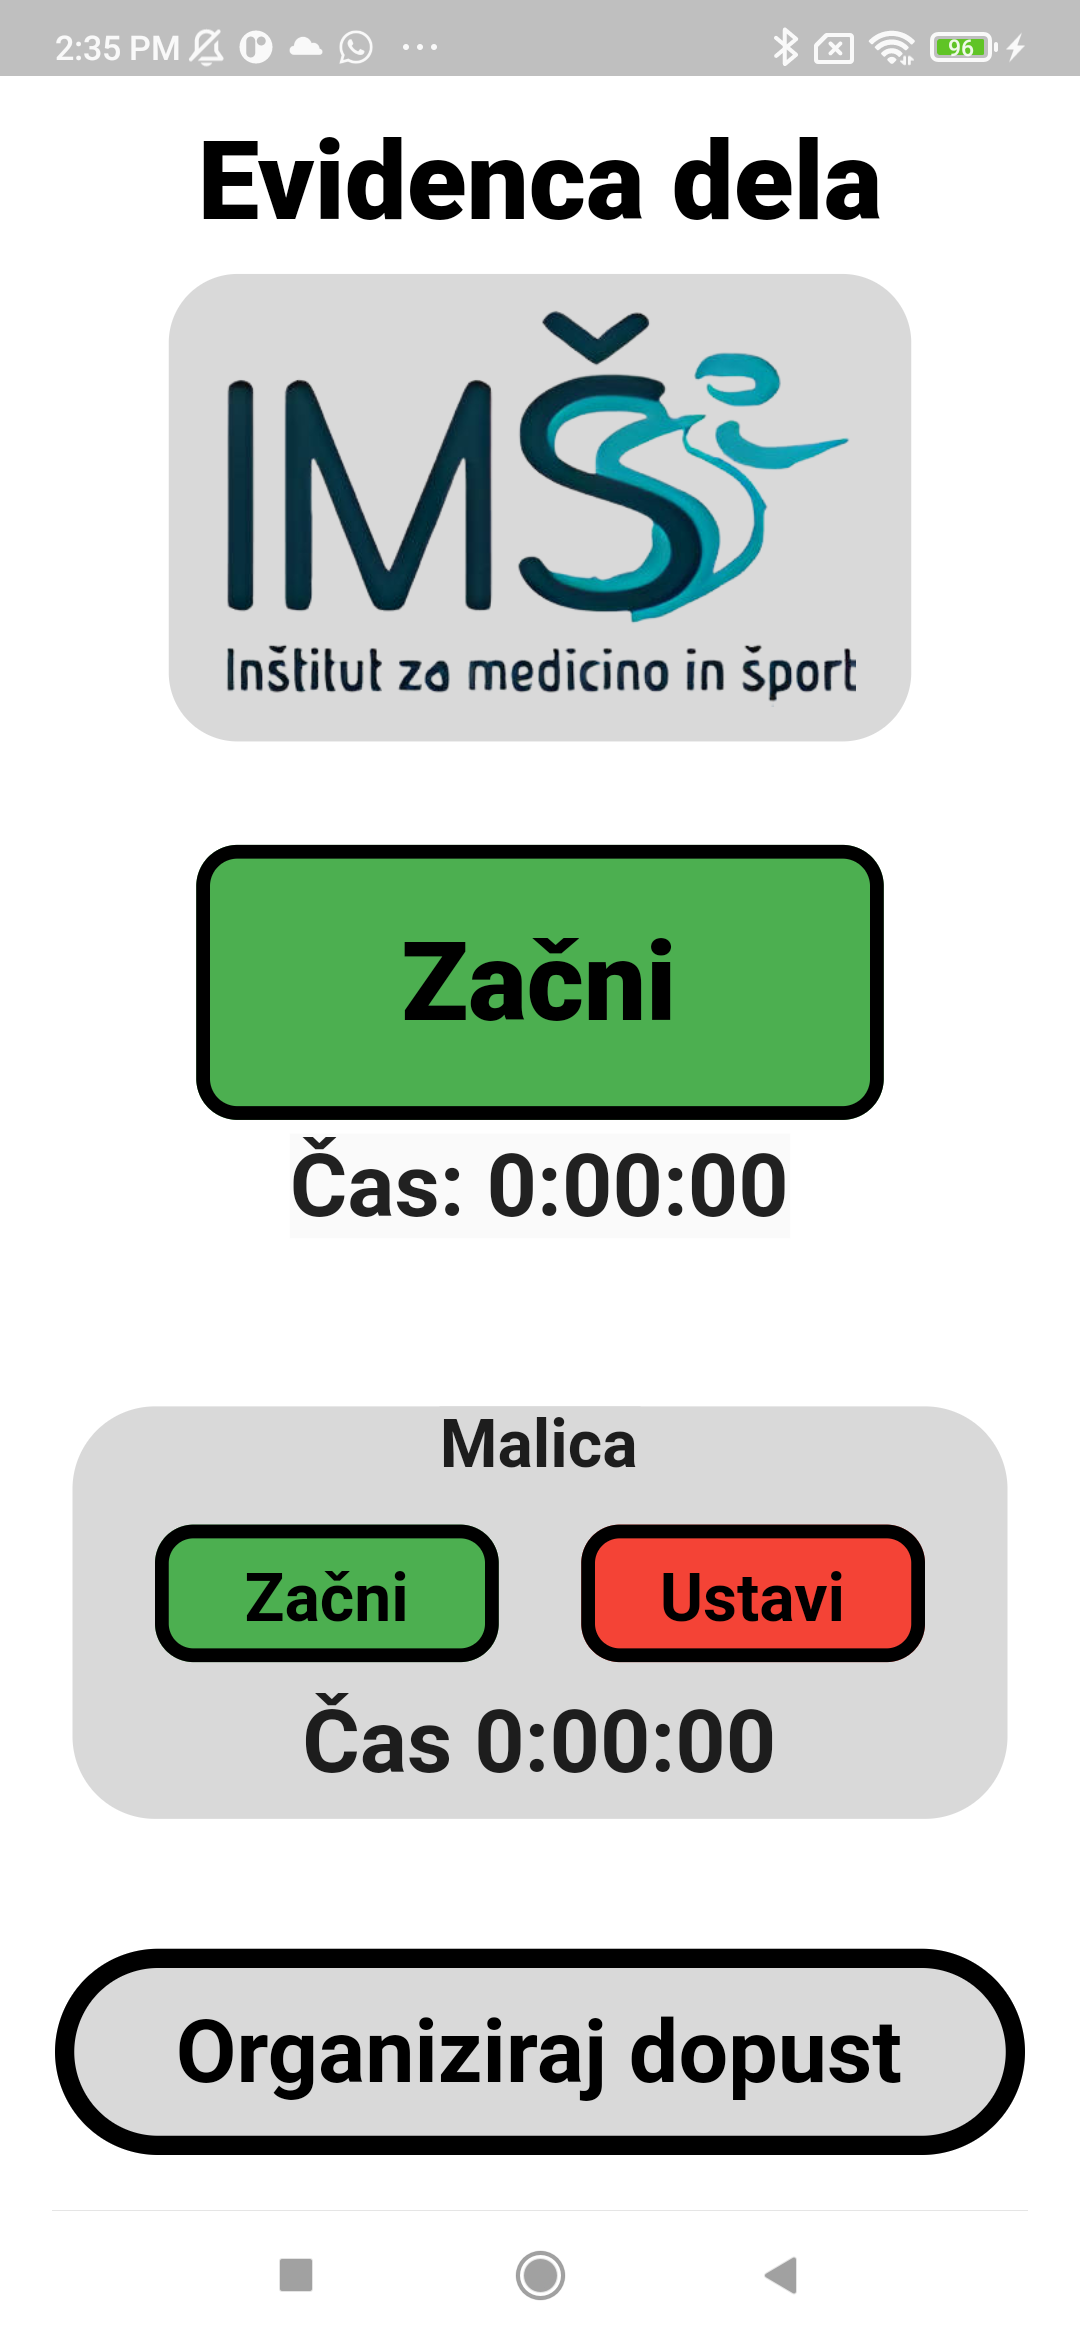 2:35 PM
96
Evidenca dela
IMŠ
Inštitut za medicino in šport
Začni
Čas: 0:00:00
Malica
Začni
Ustavi
Čas 0:00:00
Organiziraj dopust